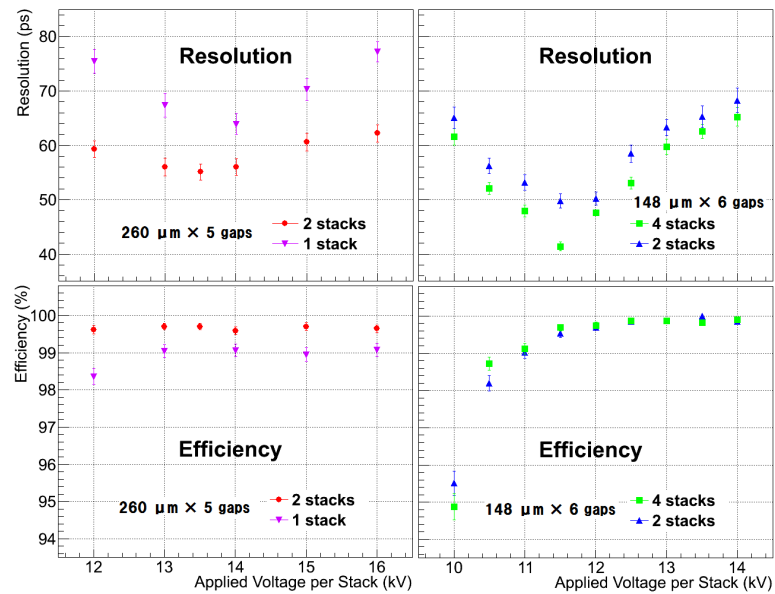 Resolution (ps)
80
70
60
50
40
Resolution
260 μm × 5 gaps
2 stacks
1 stack
Resolution
148 μm × 6 gaps
4 stacks
2 stacks
Efficiency (%)
100
99
98
97
96
95
94
Efficiency
260 μm × 5 gaps
2 stacks
1 stack
Efficiency
148 μm × 6 gaps
4 stacks
2 stacks
12 13 14 15 16
Applied Voltage per Stack (kV)
10 11 12 13 14
Applied Voltage per Stack (kV)